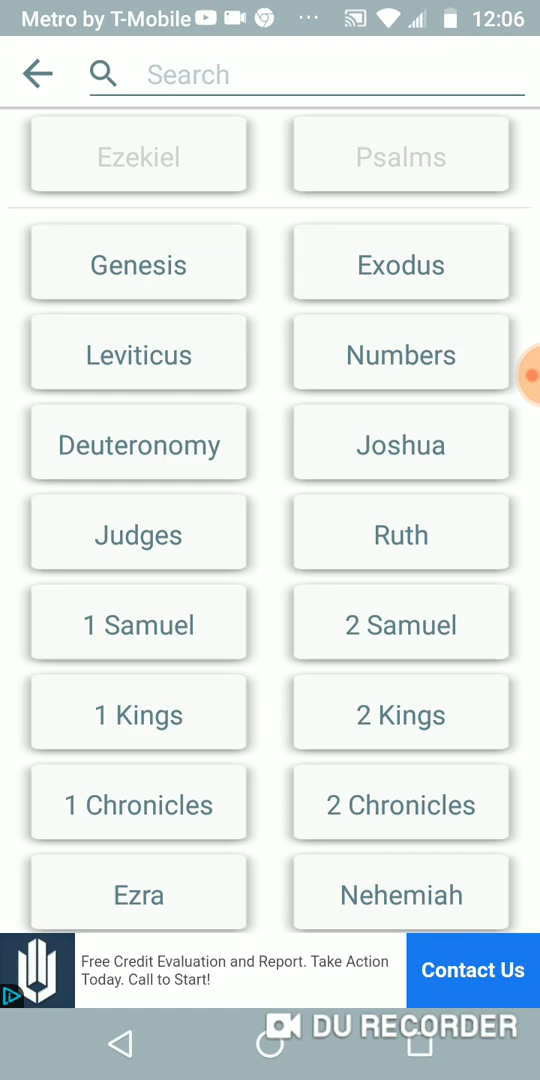 Metro by T-Mobile 12:06
Search
Ezekiel Psalms
Genesis Exodus
Leviticus Numbers
Deuteronomy Joshua
Judges Ruth
1 Samuel 2 Samuel
1 Kings 2 Kings
1 Chronicles 2 Chronicles
Ezra Nehemiah
Free Credit Evaluation and Report. Take Action
Today. Call to Start!
Contact Us
DU RECORDER